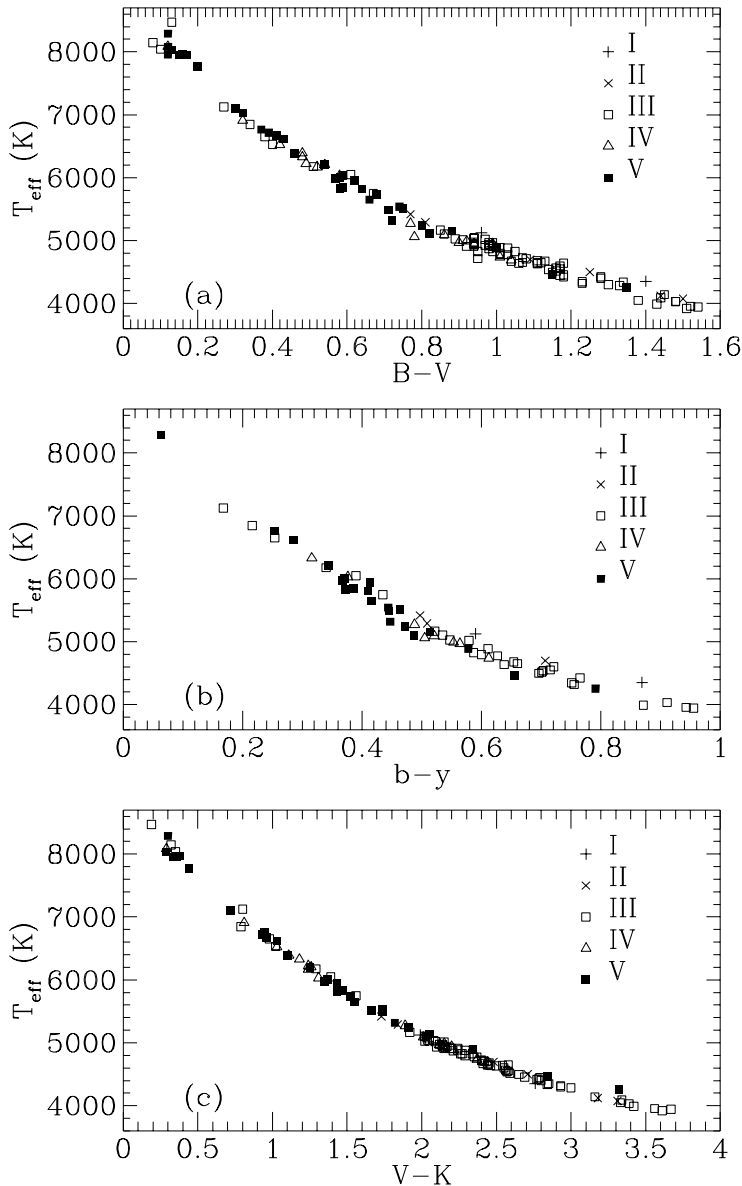 8000
7000
6000
5000
4000
T_eff (K)
I
II
III
IV
V
(a)
0 0.2 0.4 0.6 0.8 1 1.2 1.4 1.6
B−V
8000
7000
6000
5000
4000
T_eff (K)
I
II
III
IV
V
(b)
0 0.2 0.4 0.6 0.8 1
b−y
8000
7000
6000
5000
4000
T_eff (K)
I
II
III
IV
V
(c)
0 0.5 1 1.5 2 2.5 3 3.5 4
V−K